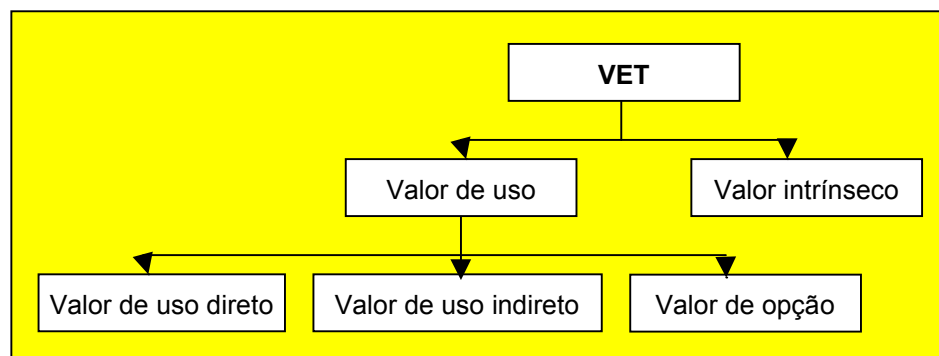 VET
Valor de uso
Valor intrínseco
Valor de uso direto
Valor de uso indireto
Valor de opção